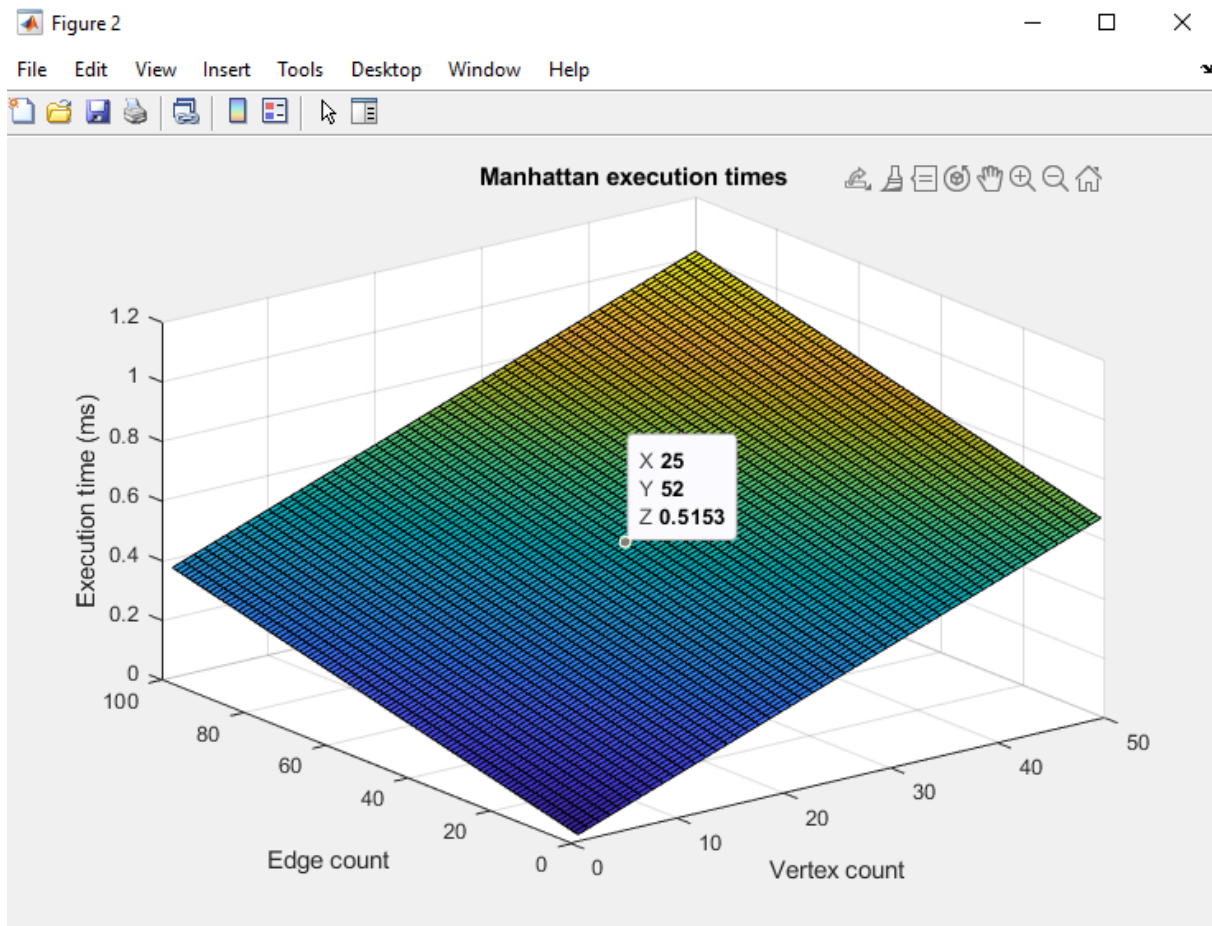 Figure 2
File Edit View Insert Tools Desktop Window Help
Manhattan execution times
1.2
1
0.8
0.6
0.4
0.2
0
Execution time (ms)
X 25
Y 52
Z 0.5153
100
80
60
40
20
0
Edge count
0
10
20
30
40
50
Vertex count